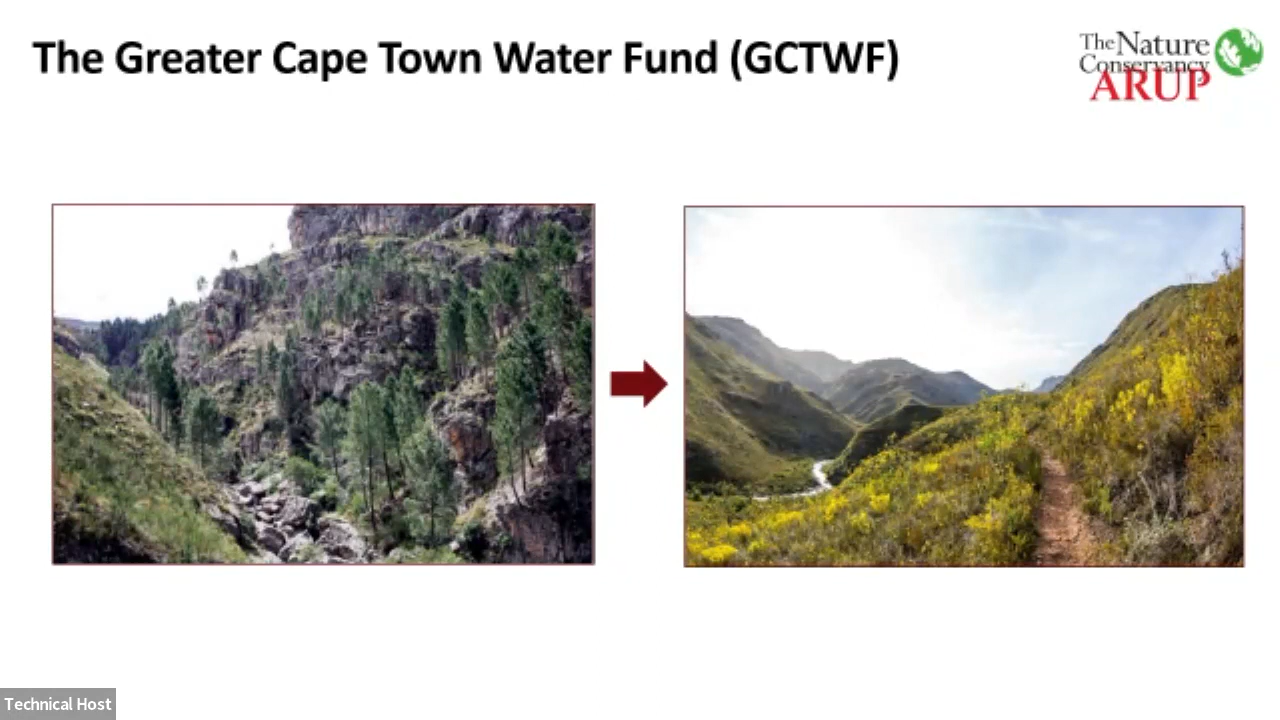 The Greater Cape Town Water Fund (GCTWF)
The Nature
Conservancy
ARUP
Technical Host